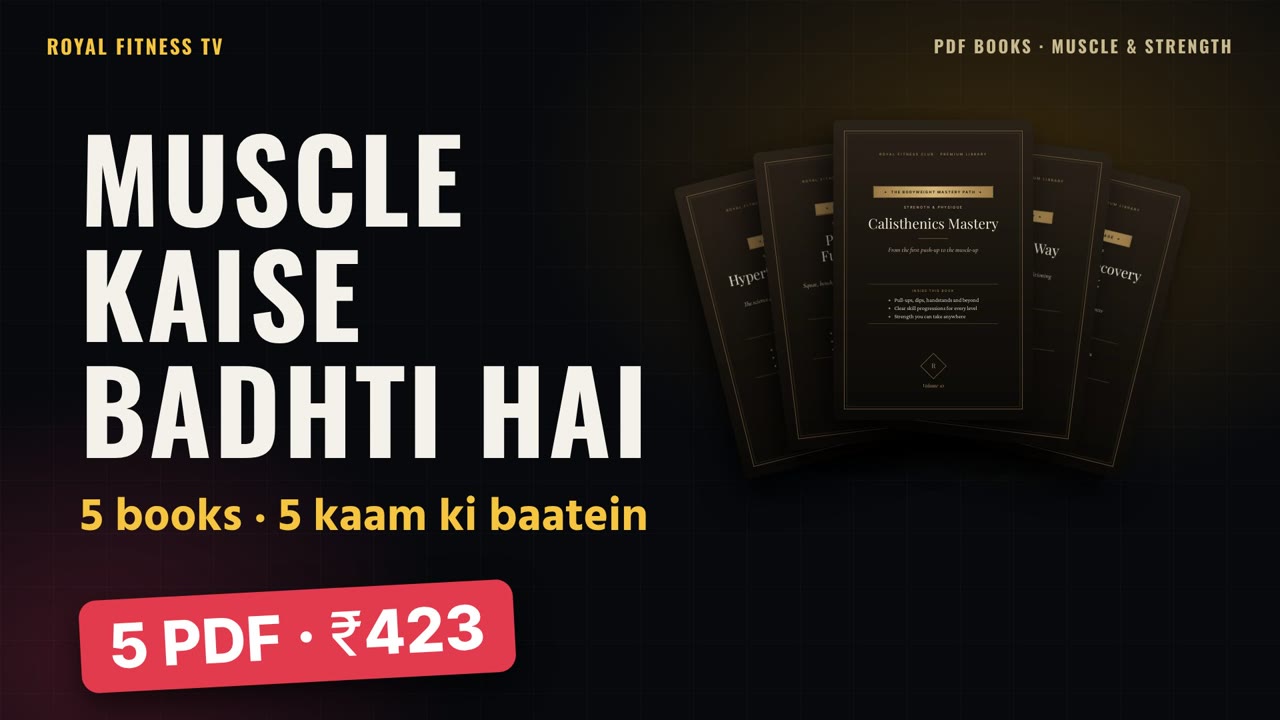 ROYAL FITNESS TV
PDF BOOKS · MUSCLE & STRENGTH
MUSCLE
KAISE
BADHTI HAI
5 books · 5 kaam ki baatein
5 PDF · ₹423
ROYAL FITNESS CLUB · PREMIUM LIBRARY
THE BODYWEIGHT MASTERY PATH
STRENGTH & PHYSIQUE
Calisthenics Mastery
From the first push-up to the muscle-up
INSIDE THIS BOOK
Pull-ups, dips, handstands and beyond
Clear skill progressions for every level
Strength you can take anywhere
R
Way